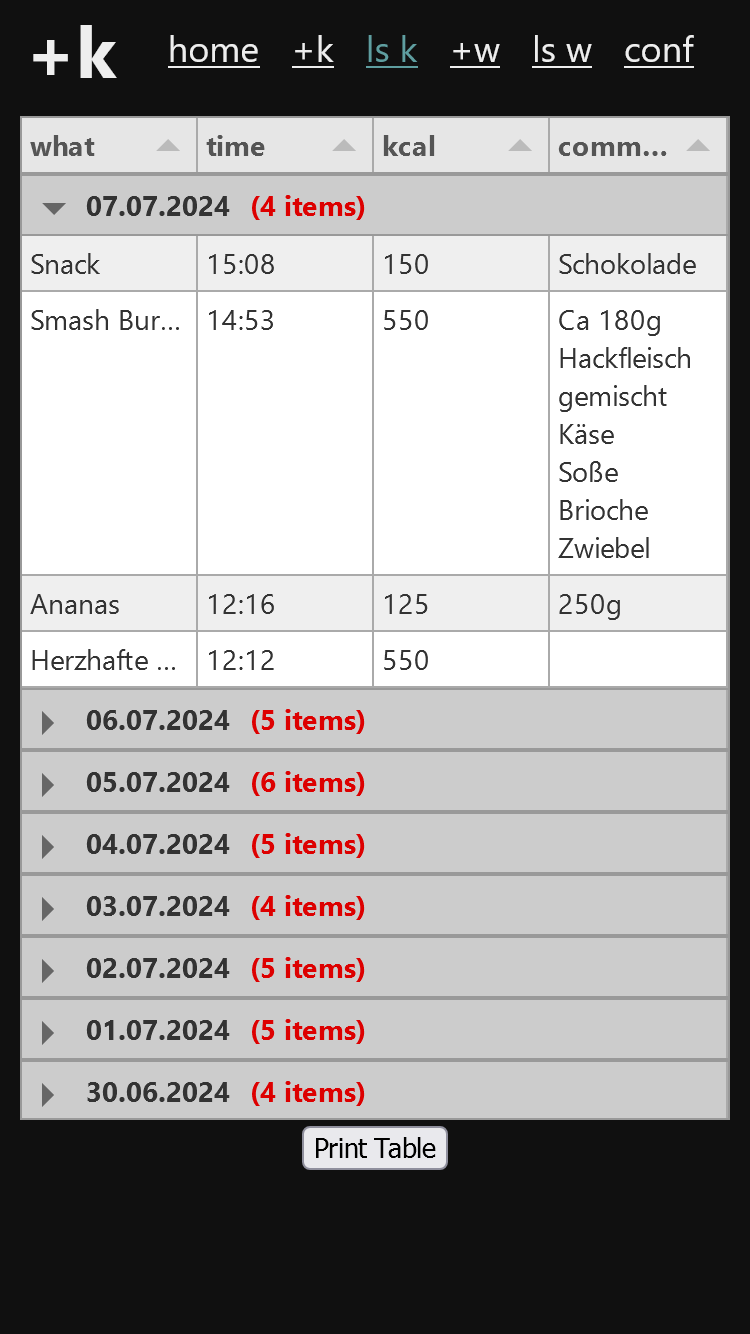 +k home +k ls k +w ls w conf
what time kcal comm...
07.07.2024 (4 items)
Snack 15:08 150 Schokolade
Smash Bur... 14:53 550 Ca 180g
Hackfleisch
gemischt
Käse
Soße
Brioche
Zwiebel
Ananas 12:16 125 250g
Herzhafte ... 12:12 550
06.07.2024 (5 items)
05.07.2024 (6 items)
04.07.2024 (5 items)
03.07.2024 (4 items)
02.07.2024 (5 items)
01.07.2024 (5 items)
30.06.2024 (4 items)
Print Table